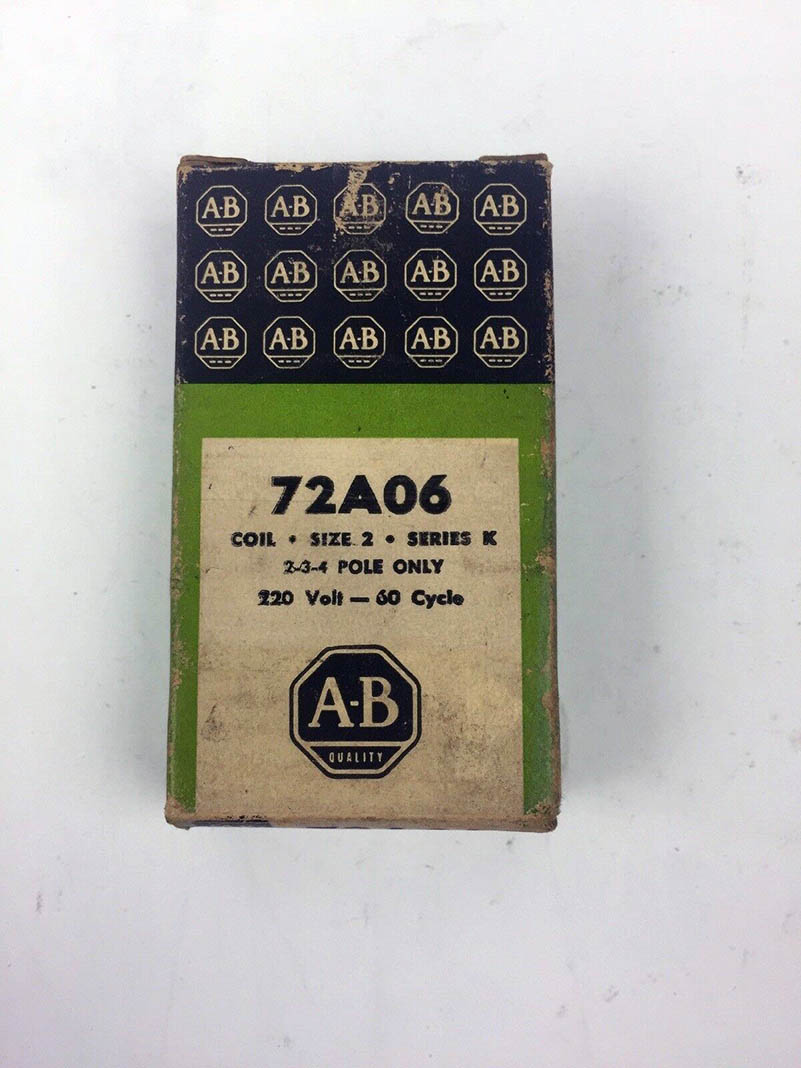 A-B A-B A-B A-B A-B
A-B A-B A-B A-B A-B
A-B A-B A-B A-B A-B
72A06
COIL • SIZE 2 • SERIES K
2-3-4 POLE ONLY
220 Volt — 60 Cycle
A-B
QUALITY